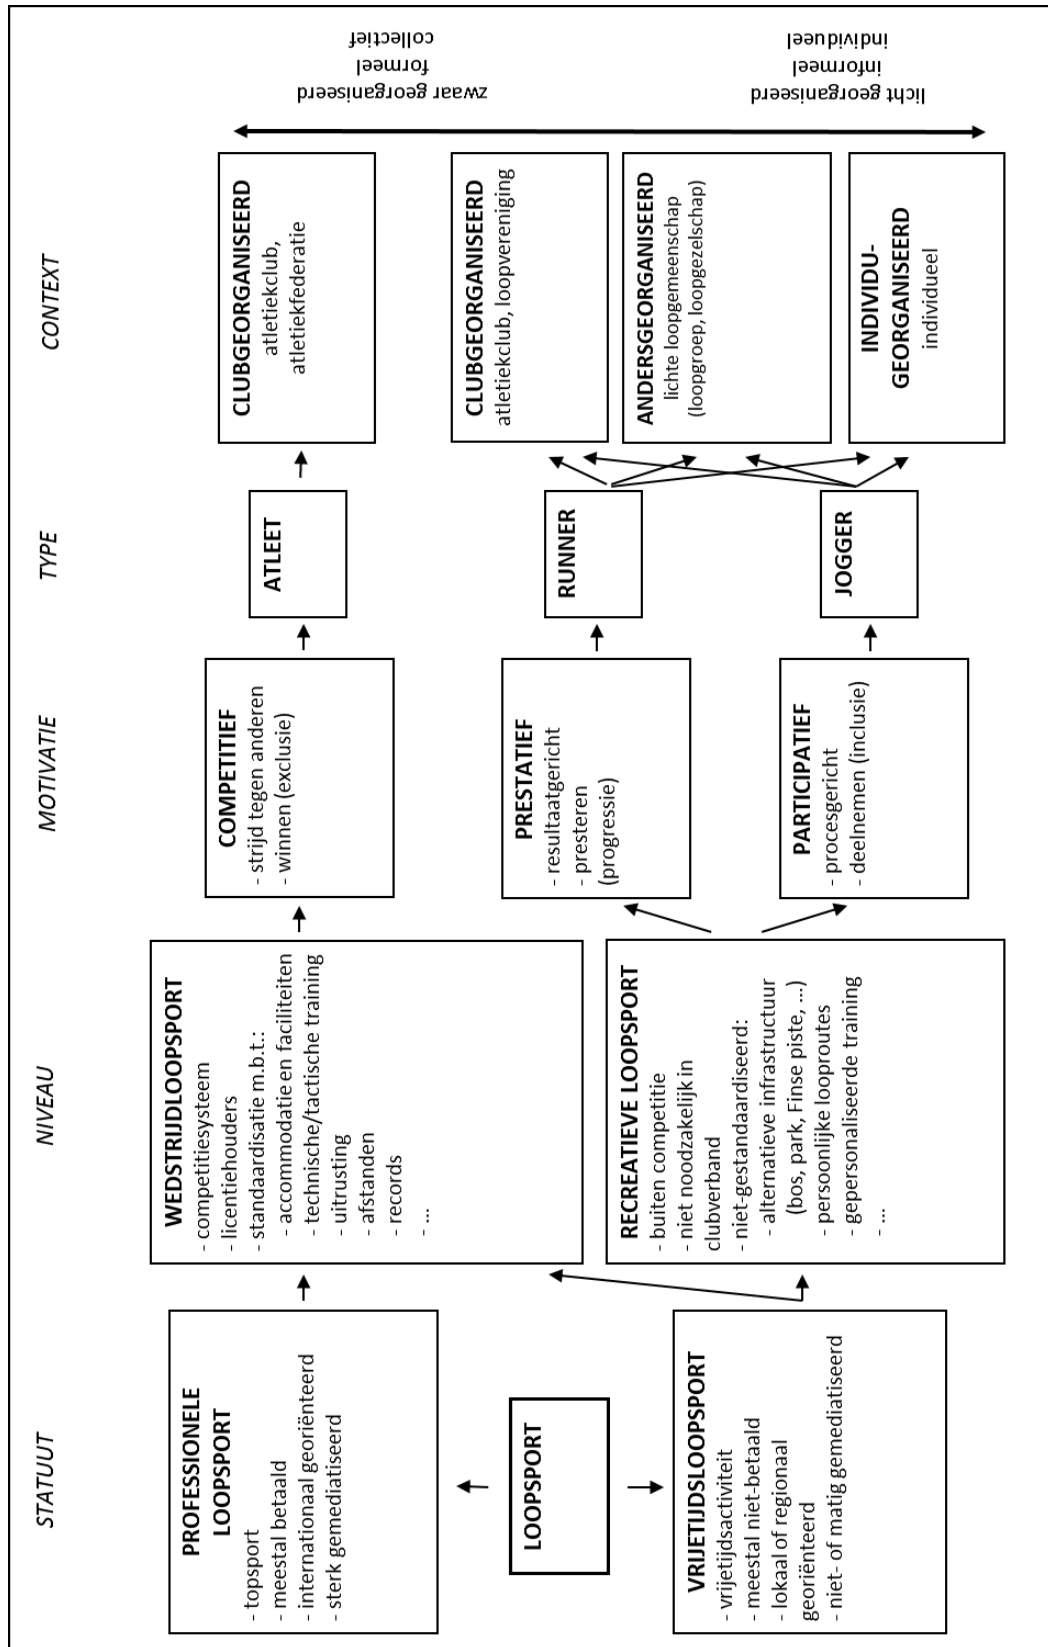 STATUUT
NIVEAU
MOTIVATIE
TYPE
CONTEXT
PROFESSIONELE
LOOPSPORT
- topsport
- meestal betaald
- internationaal georiënteerd
- sterk gemediatiseerd
LOOPSPORT
VRIJETIJDSLOOPSPORT
- vrijetijdsactiviteit
- meestal niet-betaald
- lokaal of regionaal
georiënteerd
- niet- of matig gemediatiseerd
WEDSTRIJDLOOPSPORT
- competitiesysteem
- licentiehouders
- standaardisatie m.b.t.:
- accommodatie en faciliteiten
- technische/tactische training
- uitrusting
- afstanden
- records
- ...
RECREATIEVE LOOPSPORT
- buiten competitie
- niet noodzakelijk in
clubverband
- niet-gestandaardiseerd:
- alternatieve infrastructuur
(bos, park, Finse piste, ...)
- persoonlijke looproutes
- gepersonaliseerde training
- ...
COMPETITIEF
- strijd tegen anderen
- winnen (exclusie)
PRESTATIEF
- resultaatgericht
- presteren
(progressie)
PARTICIPATIEF
- procesgericht
- deelnemen (inclusie)
ATLEET
RUNNER
JOGGER
CLUBGEORGANISEERD
atletiekclub,
atletiekfederatie
CLUBGEORGANISEERD
atletiekclub, loopvereniging
ANDERSGEORGANISEERD
lichte loopgemeenschap
(loopgroep, loopgezelschap)
INDIVIDU-
GEORGANISEERD
individueel
zwaar georganiseerd
formeel
collectief
licht georganiseerd
informeel
individueel